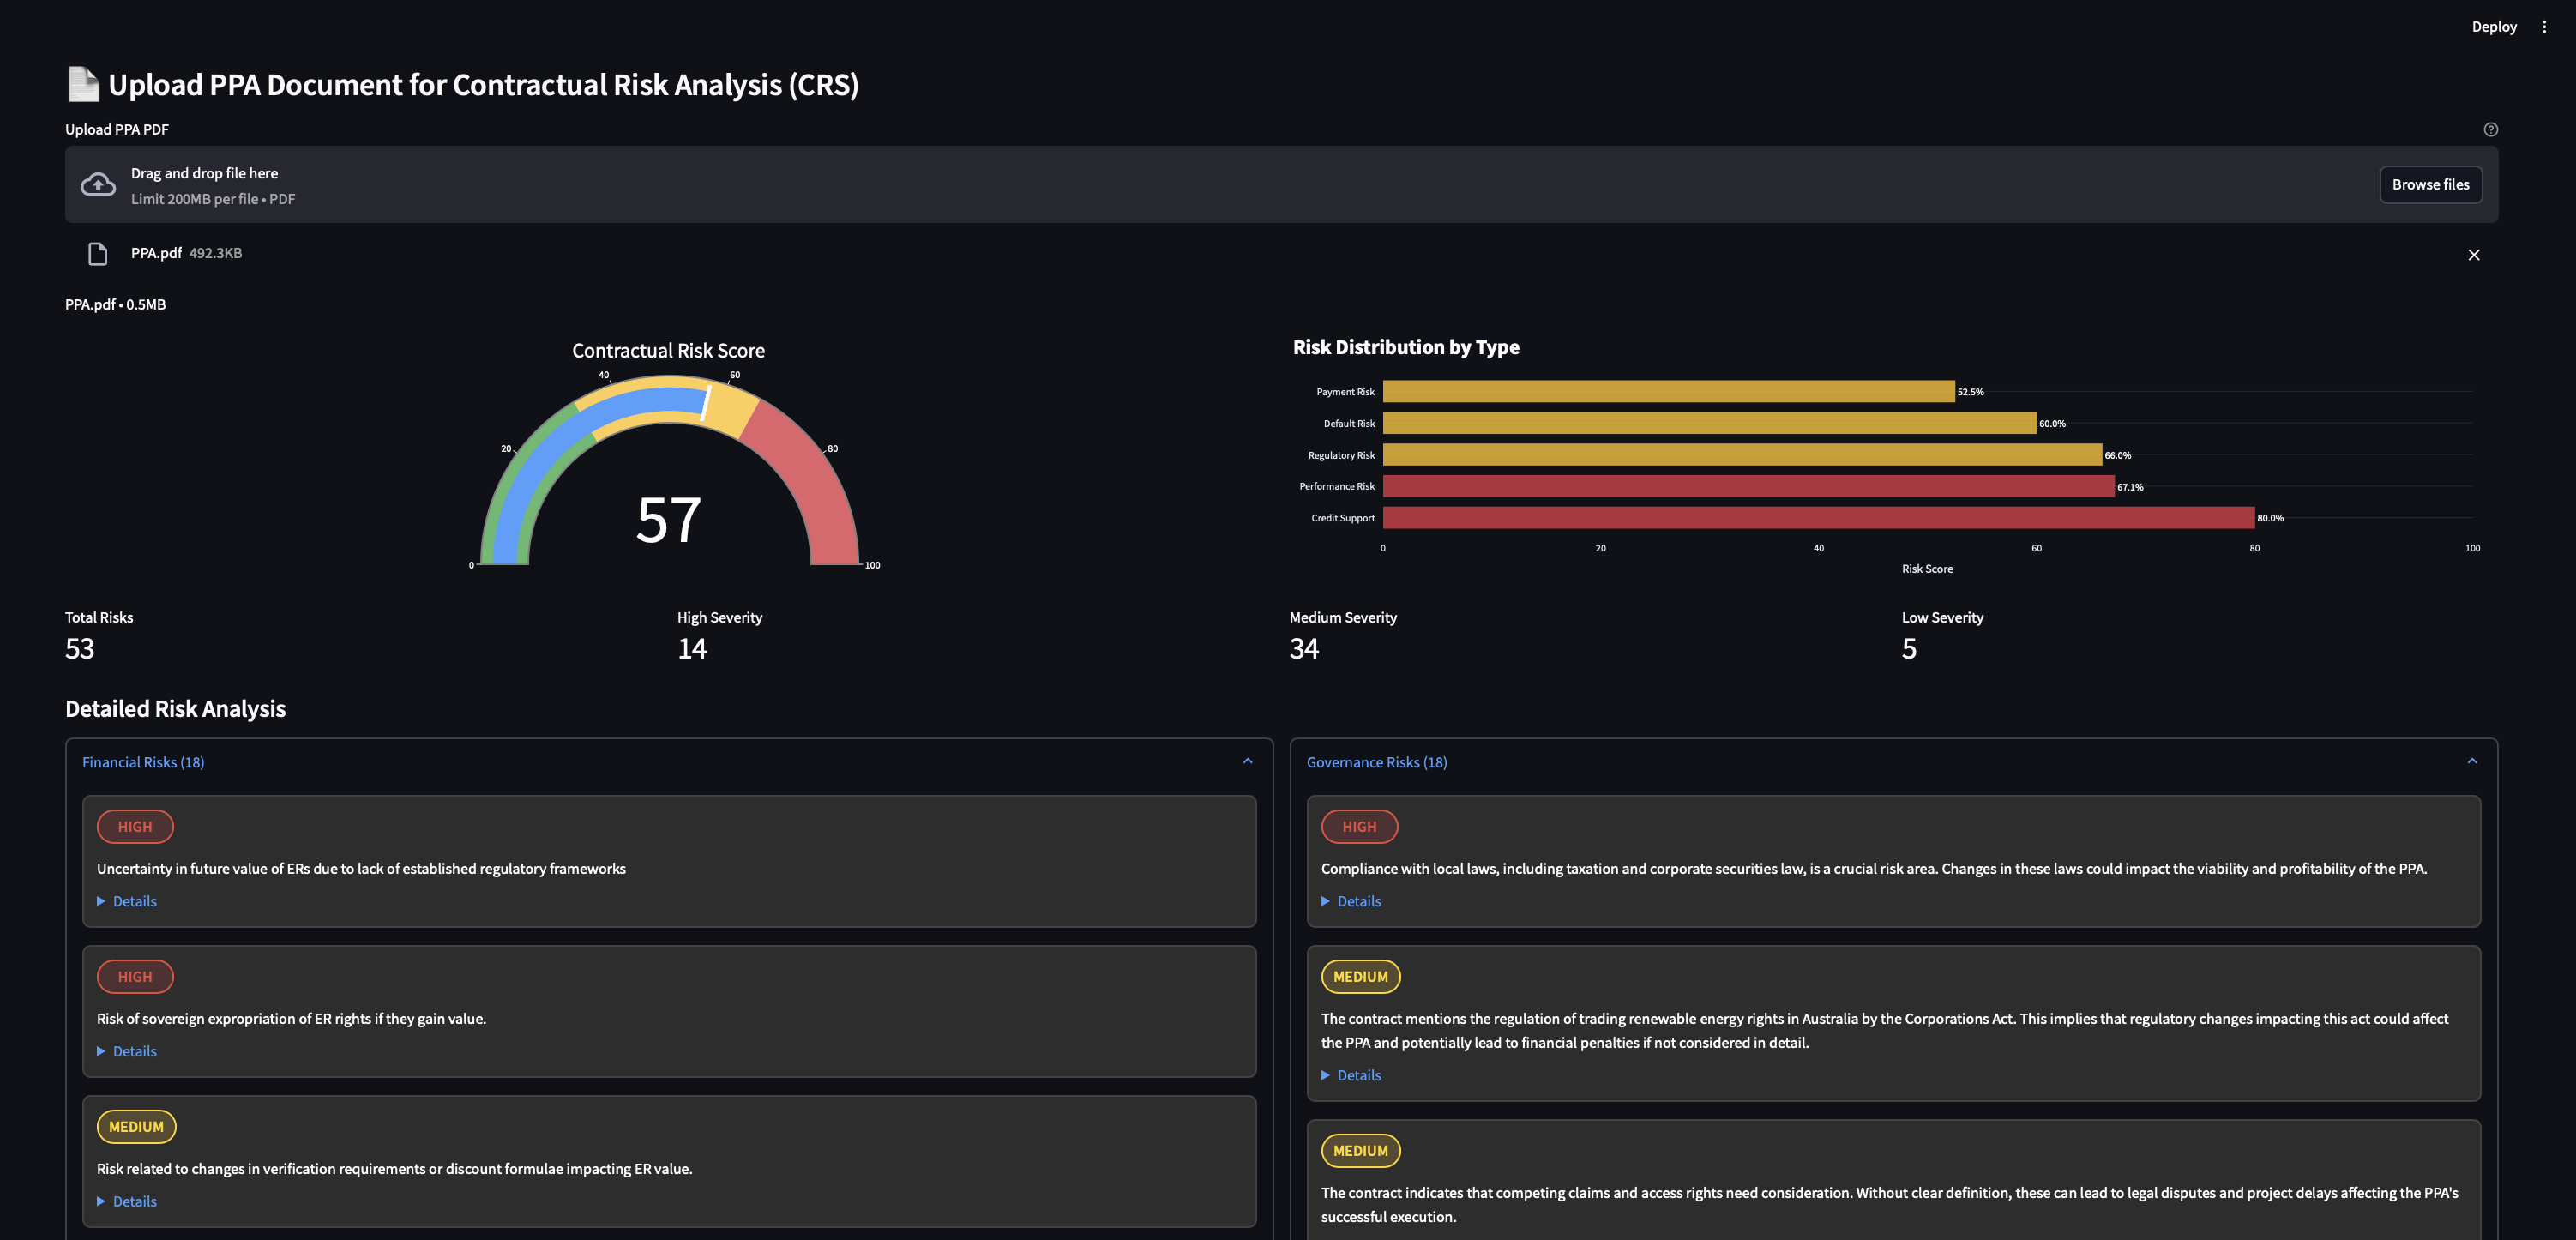 Deploy
Upload PPA Document for Contractual Risk Analysis (CRS)
Upload PPA PDF
Drag and drop file here
Limit 200MB per file • PDF
Browse files
PPA.pdf 492.3KB
PPA.pdf • 0.5MB
Contractual Risk Score
0
20
40
60
80
100
57
Risk Distribution by Type
Payment Risk 52.5%
Default Risk 60.0%
Regulatory Risk 66.0%
Performance Risk 67.1%
Credit Support 80.0%
0 20 40 60 80 100
Risk Score
Total Risks
53
High Severity
14
Medium Severity
34
Low Severity
5
Detailed Risk Analysis
Financial Risks (18)
HIGH
Uncertainty in future value of ERs due to lack of established regulatory frameworks
Details
HIGH
Risk of sovereign expropriation of ER rights if they gain value.
Details
MEDIUM
Risk related to changes in verification requirements or discount formulae impacting ER value.
Details
Governance Risks (18)
HIGH
Compliance with local laws, including taxation and corporate securities law, is a crucial risk area. Changes in these laws could impact the viability and profitability of the PPA.
Details
MEDIUM
The contract mentions the regulation of trading renewable energy rights in Australia by the Corporations Act. This implies that regulatory changes impacting this act could affect
the PPA and potentially lead to financial penalties if not considered in detail.
Details
MEDIUM
The contract indicates that competing claims and access rights need consideration. Without clear definition, these can lead to legal disputes and project delays affecting the PPA's
successful execution.